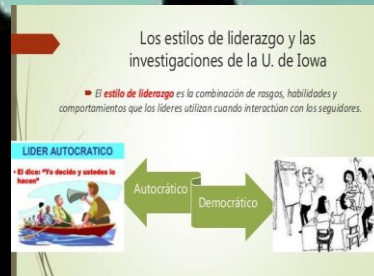 Los estilos de liderazgo y las
investigaciones de la U. de Iowa
El estilo de liderazgo es la combinación de rasgos, habilidades y
comportamientos que los líderes utilizan cuando interactúan con los seguidores.
LIDER AUTOCRATICO
• El dice: "Yo decido y ustedes lo
hacen"
Autocrático
Democrático